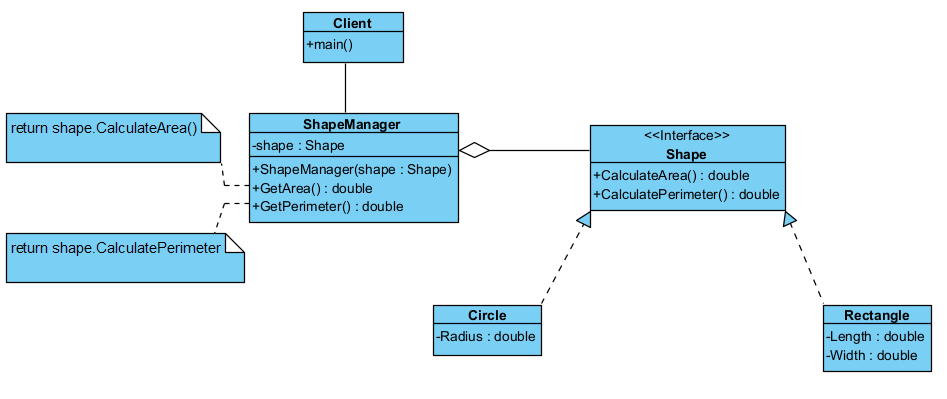 Client
+main()
return shape.CalculateArea()
return shape.CalculatePerimeter
ShapeManager
-shape : Shape
+ShapeManager(shape : Shape)
+GetArea() : double
+GetPerimeter() : double
<<Interface>>
Shape
+CalculateArea() : double
+CalculatePerimeter() : double
Circle
-Radius : double
Rectangle
-Length : double
-Width : double